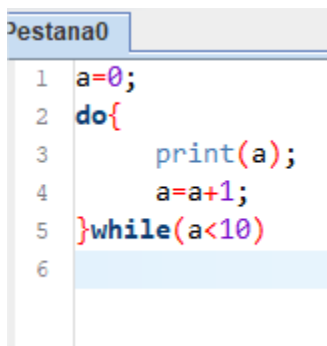 Pestana0
1 a=0;
2 do{
3 print(a);
4 a=a+1;
5 }while(a<10)
6